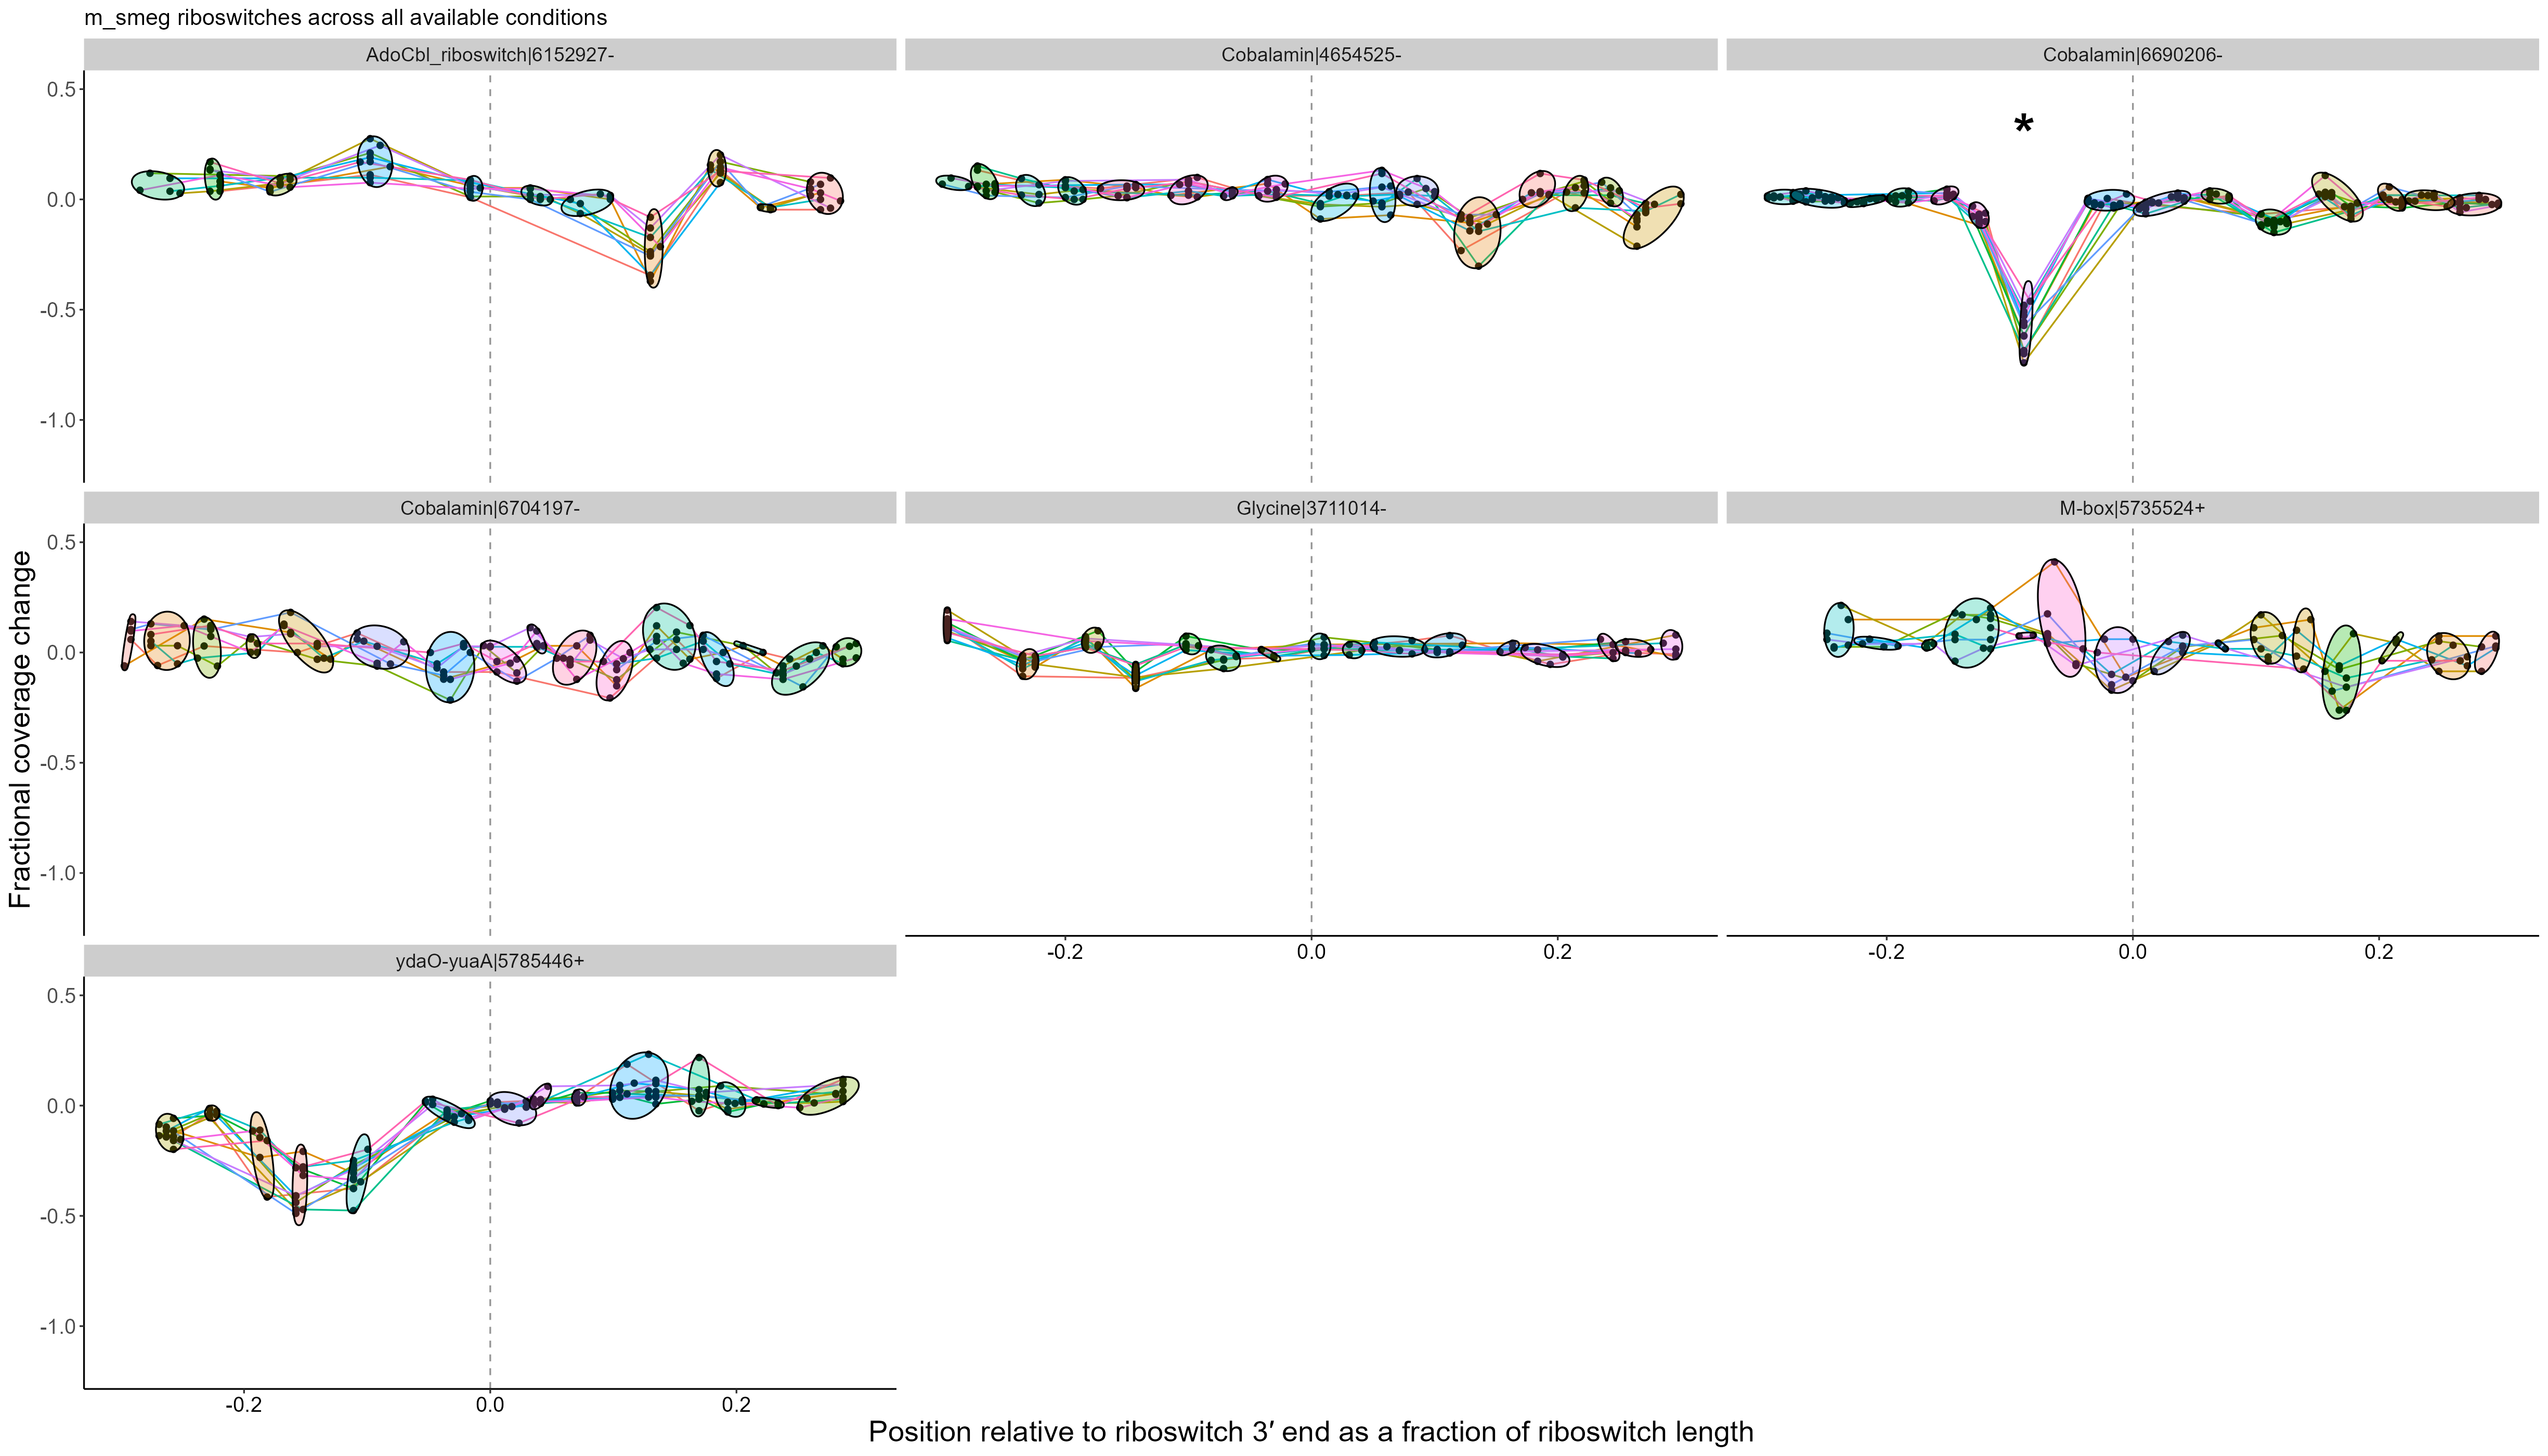 m_smeg riboswitches across all available conditions
AdoCbl_riboswitch|6152927-
Cobalamin|4654525-
Cobalamin|6690206-
0.5
0.0
-0.5
-1.0
*
Cobalamin|6704197-
Glycine|3711014-
M-box|5735524+
0.5
0.0
-0.5
-1.0
-0.2 0.0 0.2
-0.2 0.0 0.2
ydaO-yuaA|5785446+
0.5
0.0
-0.5
-1.0
-0.2 0.0 0.2
Fractional coverage change
Position relative to riboswitch 3′ end as a fraction of riboswitch length